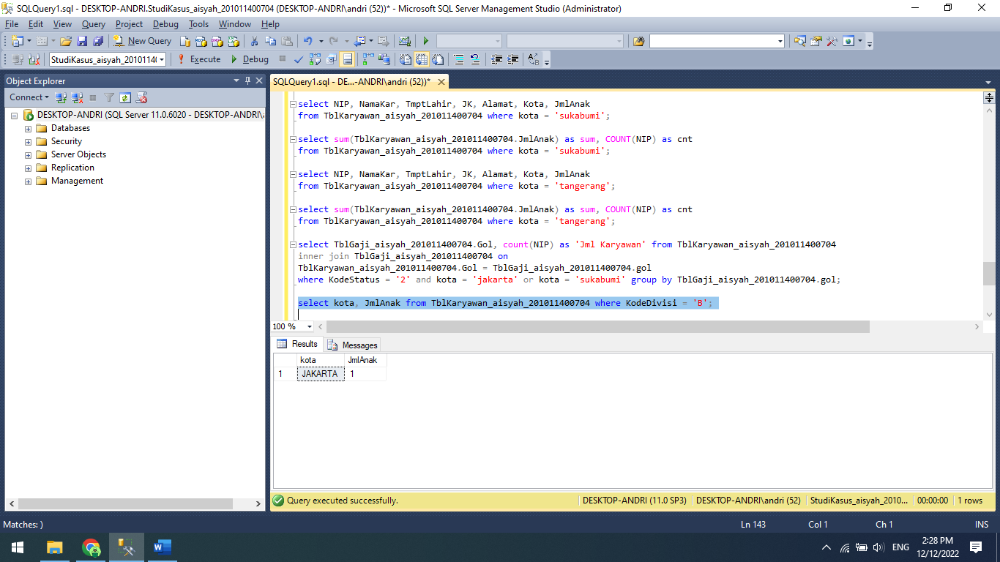 SQLQuery1.sql - DESKTOP-ANDRI.StudiKasus_aisyah_201011400704 (DESKTOP-ANDRI\andri (52))* - Microsoft SQL Server Management Studio (Administrator)
File Edit View Query Project Debug Tools Window Help
New Query
StudiKasus_aisyah_2010114 Execute Debug
Object Explorer
Connect
DESKTOP-ANDRI (SQL Server 11.0.6020 - DESKTOP-ANDRI\
Databases
Security
Server Objects
Replication
Management
SQLQuery1.sql - DE...-ANDRI\andri (52))*
select NIP, NamaKar, TmptLahir, JK, Alamat, Kota, JmlAnak
from TblKaryawan_aisyah_201011400704 where kota = 'sukabumi';
select sum(TblKaryawan_aisyah_201011400704.JmlAnak) as sum, COUNT(NIP) as cnt
from TblKaryawan_aisyah_201011400704 where kota = 'sukabumi';
select NIP, NamaKar, TmptLahir, JK, Alamat, Kota, JmlAnak
from TblKaryawan_aisyah_201011400704 where kota = 'tangerang';
select sum(TblKaryawan_aisyah_201011400704.JmlAnak) as sum, COUNT(NIP) as cnt
from TblKaryawan_aisyah_201011400704 where kota = 'tangerang';
select TblGaji_aisyah_201011400704.Gol, count(NIP) as 'Jml Karyawan' from TblKaryawan_aisyah_201011400704
inner join TblGaji_aisyah_201011400704 on
TblKaryawan_aisyah_201011400704.Gol = TblGaji_aisyah_201011400704.gol
where KodeStatus = '2' and kota = 'jakarta' or kota = 'sukabumi' group by TblGaji_aisyah_201011400704.gol;
select kota, JmlAnak from TblKaryawan_aisyah_201011400704 where KodeDivisi = 'B';
100 %
Results Messages
kota JmlAnak
1 JAKARTA 1
Query executed successfully. DESKTOP-ANDRI (11.0 SP3) DESKTOP-ANDRI\andri (52) StudiKasus_aisyah_2010... 00:00:00 1 rows
Matches: ) Ln 143 Col 1 Ch 1 INS
ENG
2:28 PM
12/12/2022